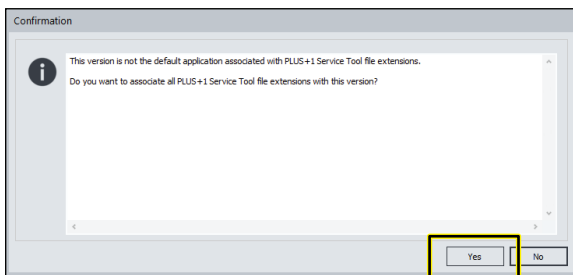 Confirmation
This version is not the default application associated with PLUS+1 Service Tool file extensions.
Do you want to associate all PLUS+1 Service Tool file extensions with this version?
Yes
No